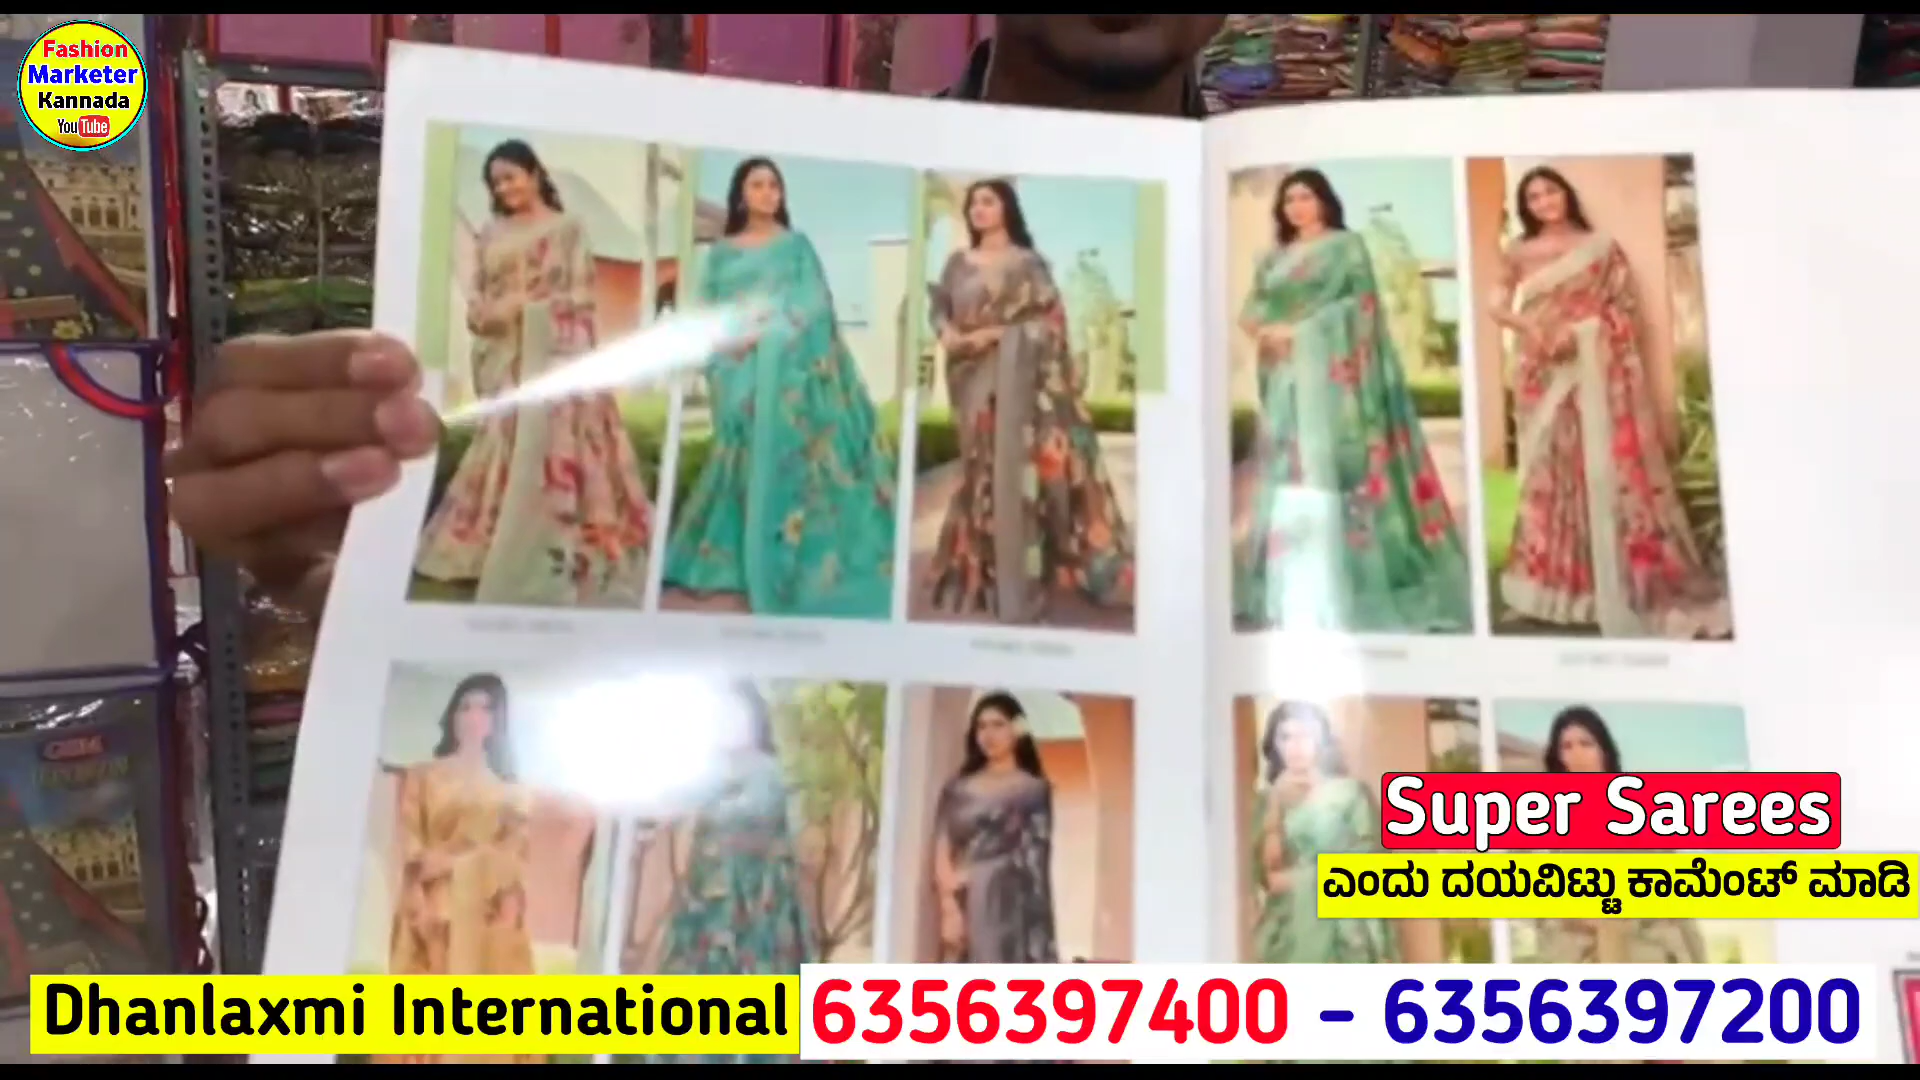 Fashion
Marketer
Kannada
YouTube
Super Sarees
ಎಂದು ದಯವಿಟ್ಟು ಕಾಮೆಂಟ್ ಮಾಡಿ
Dhanlaxmi International 6356397400 - 6356397200